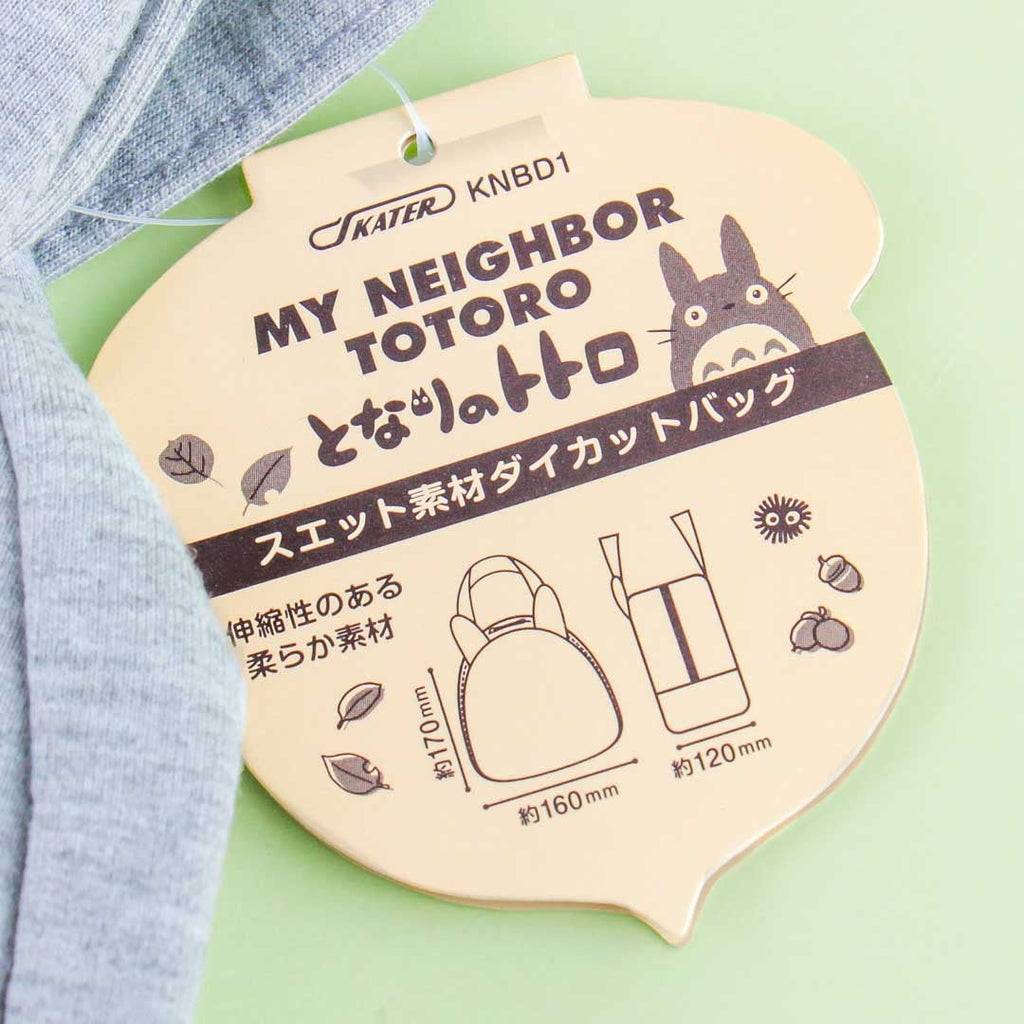 SKATER KNBD1
MY NEIGHBOR
TOTORO
となりのトトロ
スエット素材ダイカットバッグ
伸縮性のある
柔らか素材
約170mm
約160mm
約120mm